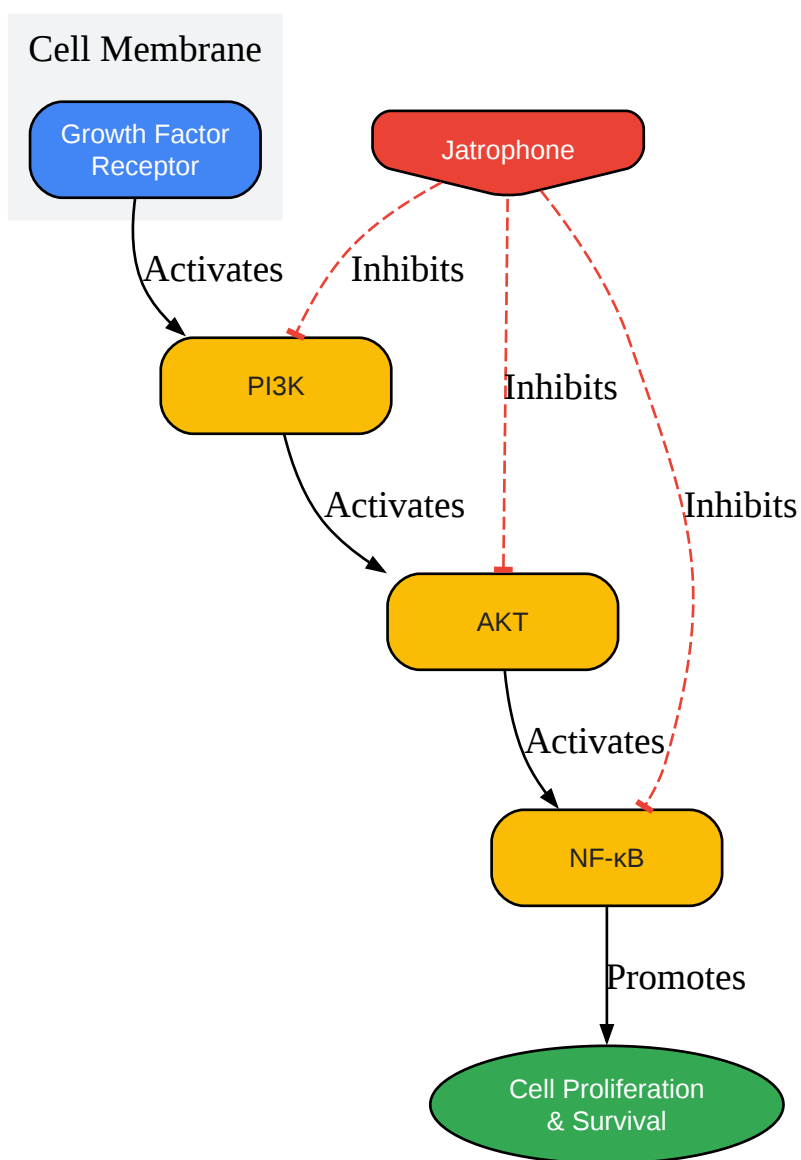 Cell Membrane
Growth Factor
Receptor
Jatrophone
Activates
Inhibits
PI3K
Inhibits
Activates
Inhibits
AKT
Activates
NF-κB
Promotes
Cell Proliferation
& Survival